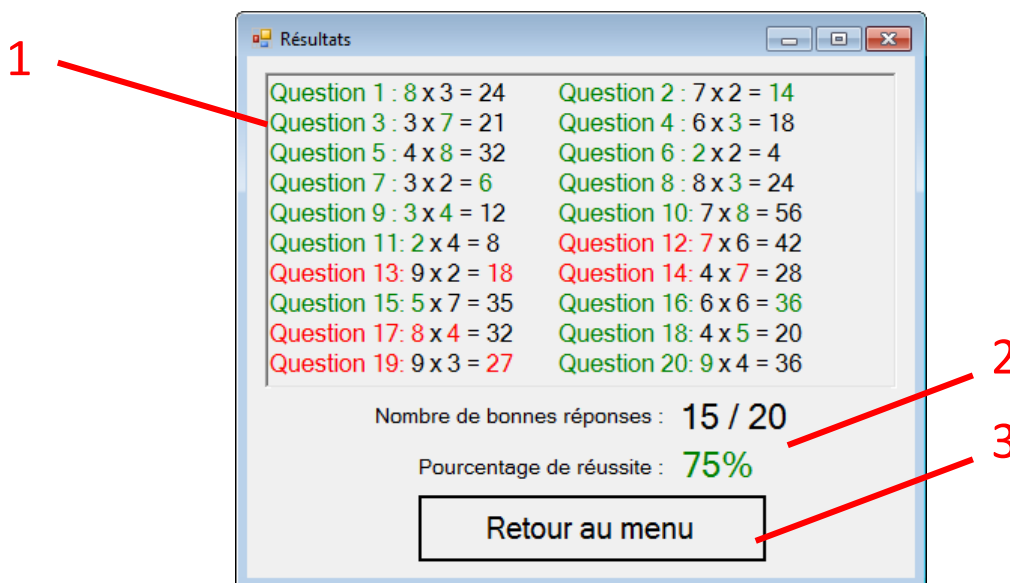 Résultats
1
Question 1 : 8 x 3 = 24 Question 2 : 7 x 2 = 14
Question 3 : 3 x 7 = 21 Question 4 : 6 x 3 = 18
Question 5 : 4 x 8 = 32 Question 6 : 2 x 2 = 4
Question 7 : 3 x 2 = 6 Question 8 : 8 x 3 = 24
Question 9 : 3 x 4 = 12 Question 10: 7 x 8 = 56
Question 11: 2 x 4 = 8 Question 12: 7 x 6 = 42
Question 13: 9 x 2 = 18 Question 14: 4 x 7 = 28
Question 15: 5 x 7 = 35 Question 16: 6 x 6 = 36
Question 17: 8 x 4 = 32 Question 18: 4 x 5 = 20
Question 19: 9 x 3 = 27 Question 20: 9 x 4 = 36
2
Nombre de bonnes réponses : 15 / 20
3
Pourcentage de réussite : 75%
Retour au menu